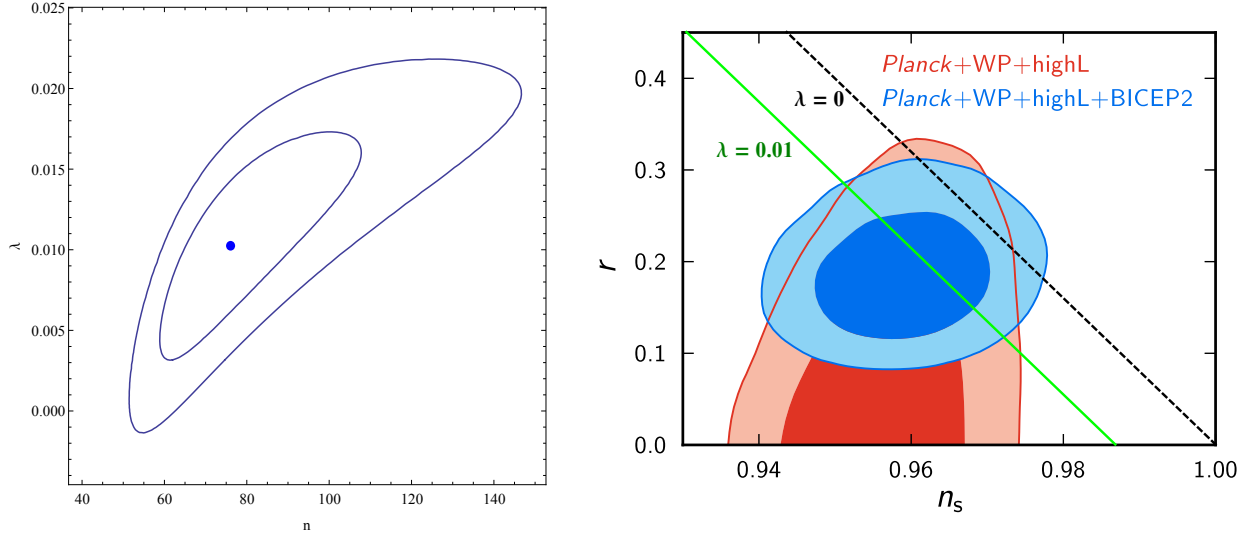 0.025
0.020
0.015
0.010
0.005
0.000
λ
40 60 80 100 120 140
n
Planck+WP+highL
Planck+WP+highL+BICEP2
λ = 0
λ = 0.01
0.4
0.3
0.2
0.1
0.0
r
0.94 0.96 0.98 1.00
ns